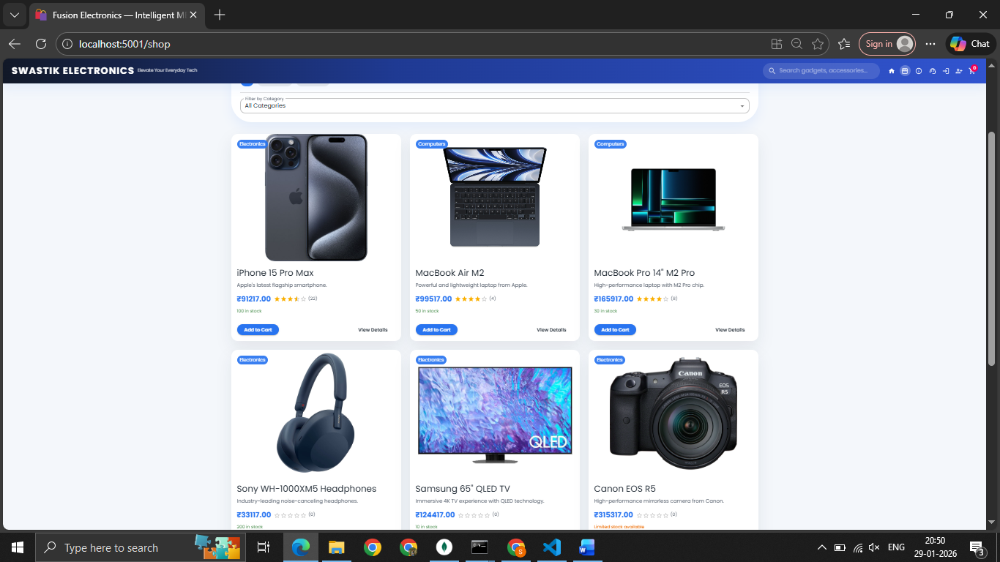 Fusion Electronics — Intelligent M
localhost:5001/shop
Sign in
Chat
SWASTIK ELECTRONICS Elevate Your Everyday Tech
Search gadgets, accessories...
0
Filter by Category
All Categories
Electronics
Computers
Computers
iPhone 15 Pro Max
MacBook Air M2
MacBook Pro 14" M2 Pro
Apple's latest flagship smartphone.
Powerful and lightweight laptop from Apple.
High-performance laptop with M2 Pro chip.
₹91217.00 (22)
₹99517.00 (4)
₹165917.00 (8)
100 in stock
50 in stock
30 in stock
Add to Cart View Details
Add to Cart View Details
Add to Cart View Details
Electronics
Electronics
Electronics
Canon
EOS
R5
QLED
Sony WH-1000XM5 Headphones
Samsung 65" QLED TV
Canon EOS R5
Industry-leading noise-canceling headphones.
Immersive 4K TV experience with QLED technology.
High-performance mirrorless camera from Canon.
₹33117.00 (0)
₹124417.00 (0)
₹315317.00 (0)
200 in stock
10 in stock
Limited stock available
Type here to search
ENG
20:50
29-01-2026
3